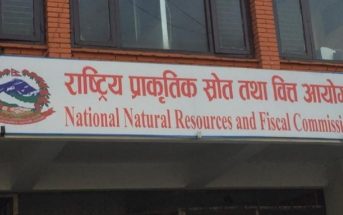 राष्ट्रिय प्राकृतिक स्रोत तथा वित्त आयोग
National Natural Resources and Fiscal Commissi